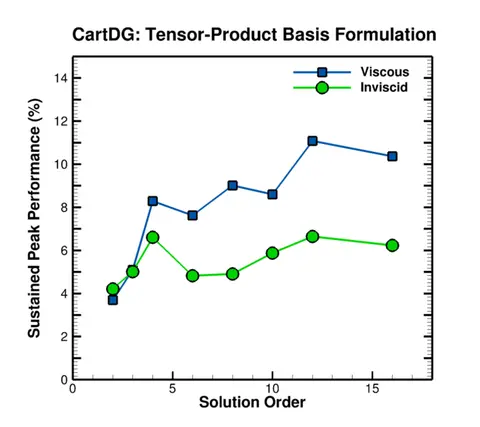 CartDG: Tensor-Product Basis Formulation
Viscous
Inviscid
Sustained Peak Performance (%)
14
12
10
8
6
4
2
0
0 5 10 15
Solution Order